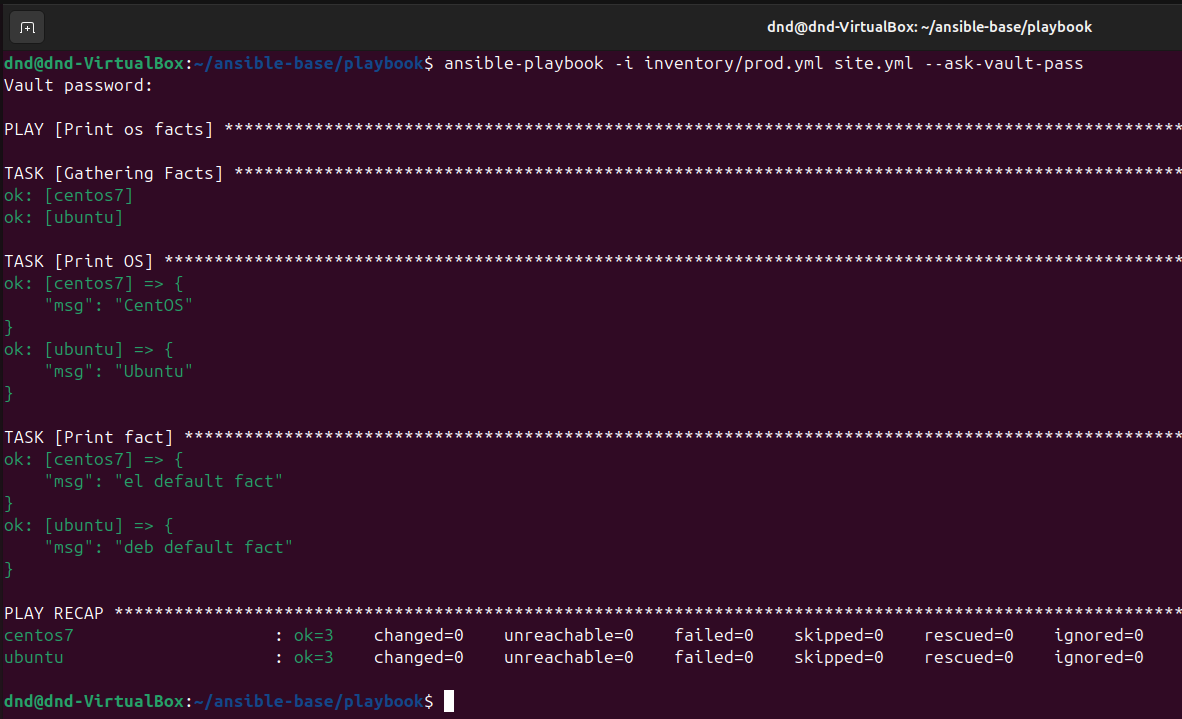 dnd@dnd-VirtualBox: ~/ansible-base/playbook
dnd@dnd-VirtualBox:~/ansible-base/playbook$ ansible-playbook -i inventory/prod.yml site.yml --ask-vault-pass
Vault password:
PLAY [Print os facts] ************************************************************************************************
TASK [Gathering Facts] ***********************************************************************************************
ok: [centos7]
ok: [ubuntu]
TASK [Print OS] ******************************************************************************************************
ok: [centos7] => {
    "msg": "CentOS"
}
ok: [ubuntu] => {
    "msg": "Ubuntu"
}
TASK [Print fact] ****************************************************************************************************
ok: [centos7] => {
    "msg": "el default fact"
}
ok: [ubuntu] => {
    "msg": "deb default fact"
}
PLAY RECAP ***********************************************************************************************************
centos7                    : ok=3    changed=0    unreachable=0    failed=0    skipped=0    rescued=0    ignored=0
ubuntu                     : ok=3    changed=0    unreachable=0    failed=0    skipped=0    rescued=0    ignored=0
dnd@dnd-VirtualBox:~/ansible-base/playbook$